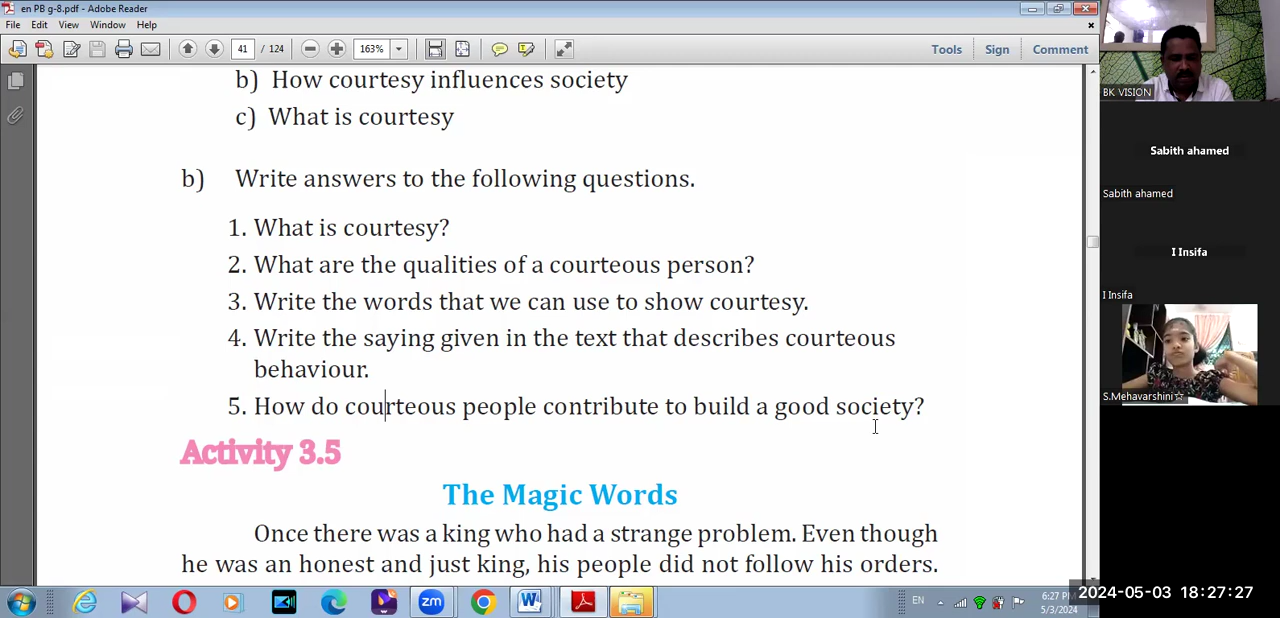 en PB g-8.pdf - Adobe Reader
File Edit View Window Help
41 / 124 163% Tools Sign Comment
b) How courtesy influences society
c) What is courtesy
b) Write answers to the following questions.
1. What is courtesy?
2. What are the qualities of a courteous person?
3. Write the words that we can use to show courtesy.
4. Write the saying given in the text that describes courteous
behaviour.
5. How do courteous people contribute to build a good society?
Activity 3.5
The Magic Words
Once there was a king who had a strange problem. Even though
he was an honest and just king, his people did not follow his orders.
BK VISION
Sabith ahamed
Sabith ahamed
I Insifa
I Insifa
S.Mehavarshini☆
zm
EN
6:27 PM
5/3/2024
2024-05-03 18:27:27